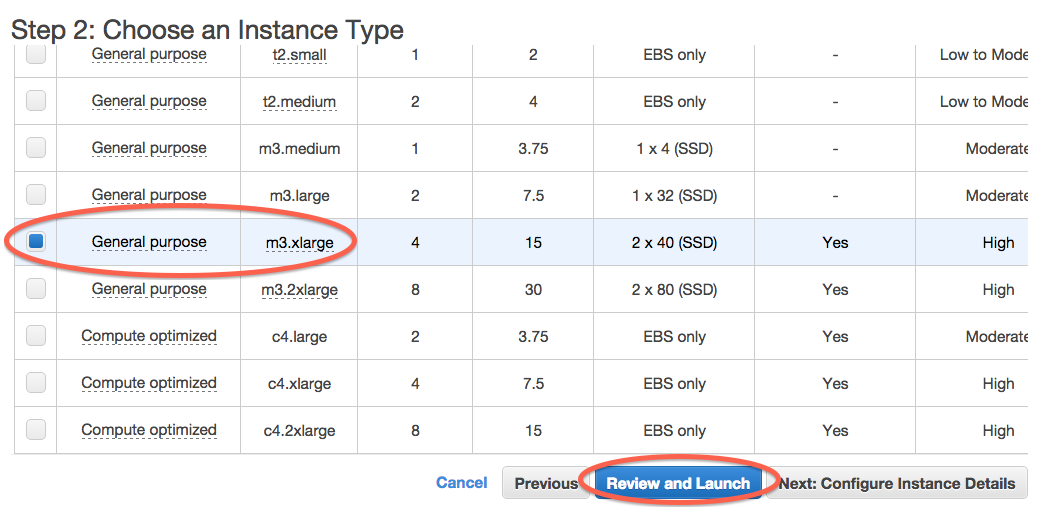 Step 2: Choose an Instance Type
General purpose t2.small 1 2 EBS only - Low to Mode
General purpose t2.medium 2 4 EBS only - Low to Mode
General purpose m3.medium 1 3.75 1 x 4 (SSD) - Moderate
General purpose m3.large 2 7.5 1 x 32 (SSD) - Moderate
General purpose m3.xlarge 4 15 2 x 40 (SSD) Yes High
General purpose m3.2xlarge 8 30 2 x 80 (SSD) Yes High
Compute optimized c4.large 2 3.75 EBS only Yes Moderate
Compute optimized c4.xlarge 4 7.5 EBS only Yes High
Compute optimized c4.2xlarge 8 15 EBS only Yes High
Cancel Previous Review and Launch Next: Configure Instance Details